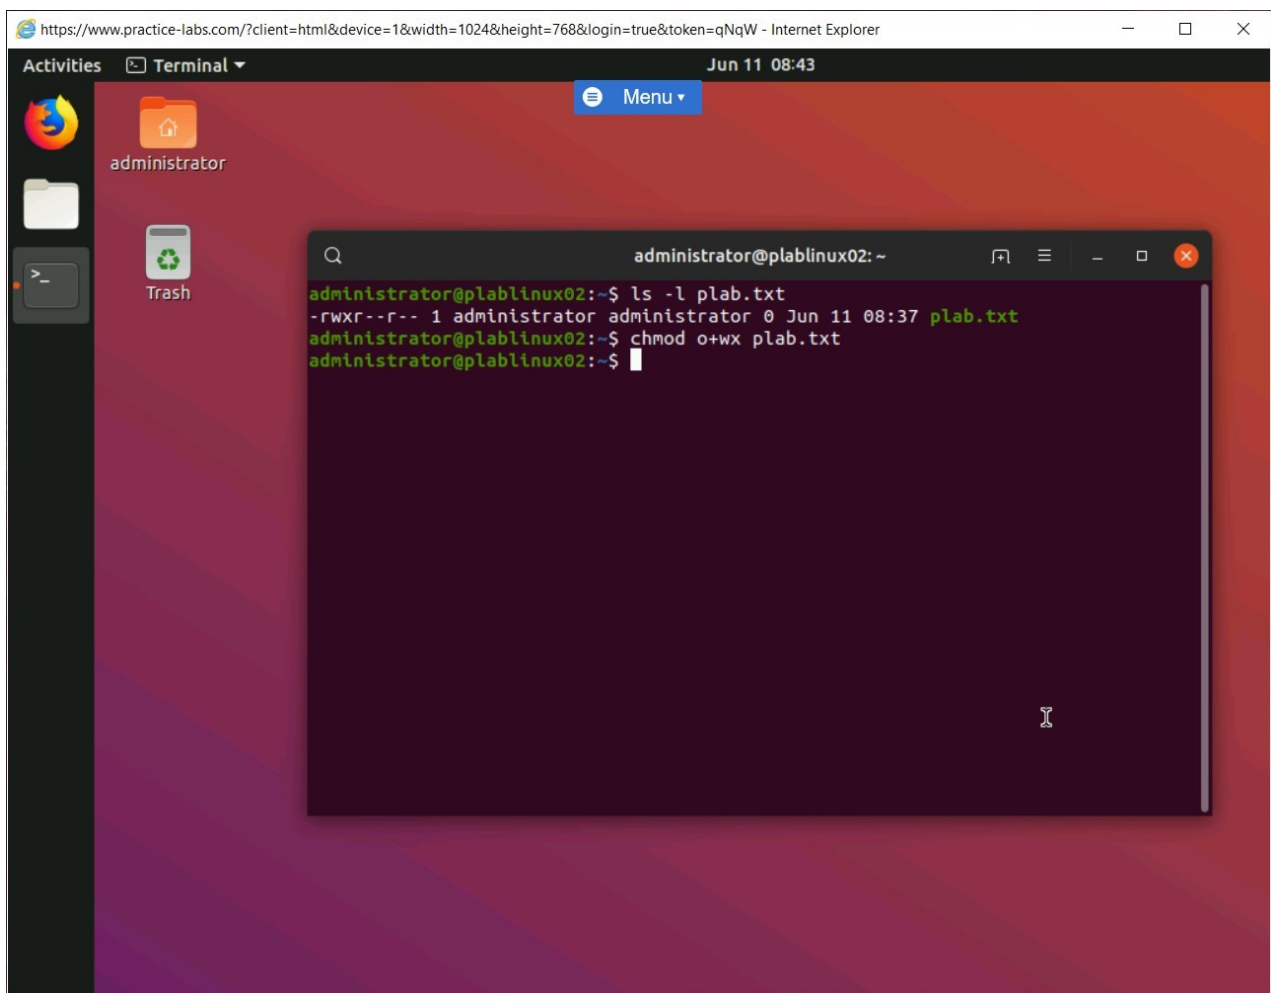 https://www.practice-labs.com/?client=html&device=1&width=1024&height=768&login=true&token=qNqW - Internet Explorer
Activities Terminal Jun 11 08:43
Menu
administrator
Trash
administrator@plablinux02: ~
administrator@plablinux02:~$ ls -l plab.txt
-rwxr--r-- 1 administrator administrator 0 Jun 11 08:37 plab.txt
administrator@plablinux02:~$ chmod o+wx plab.txt
administrator@plablinux02:~$